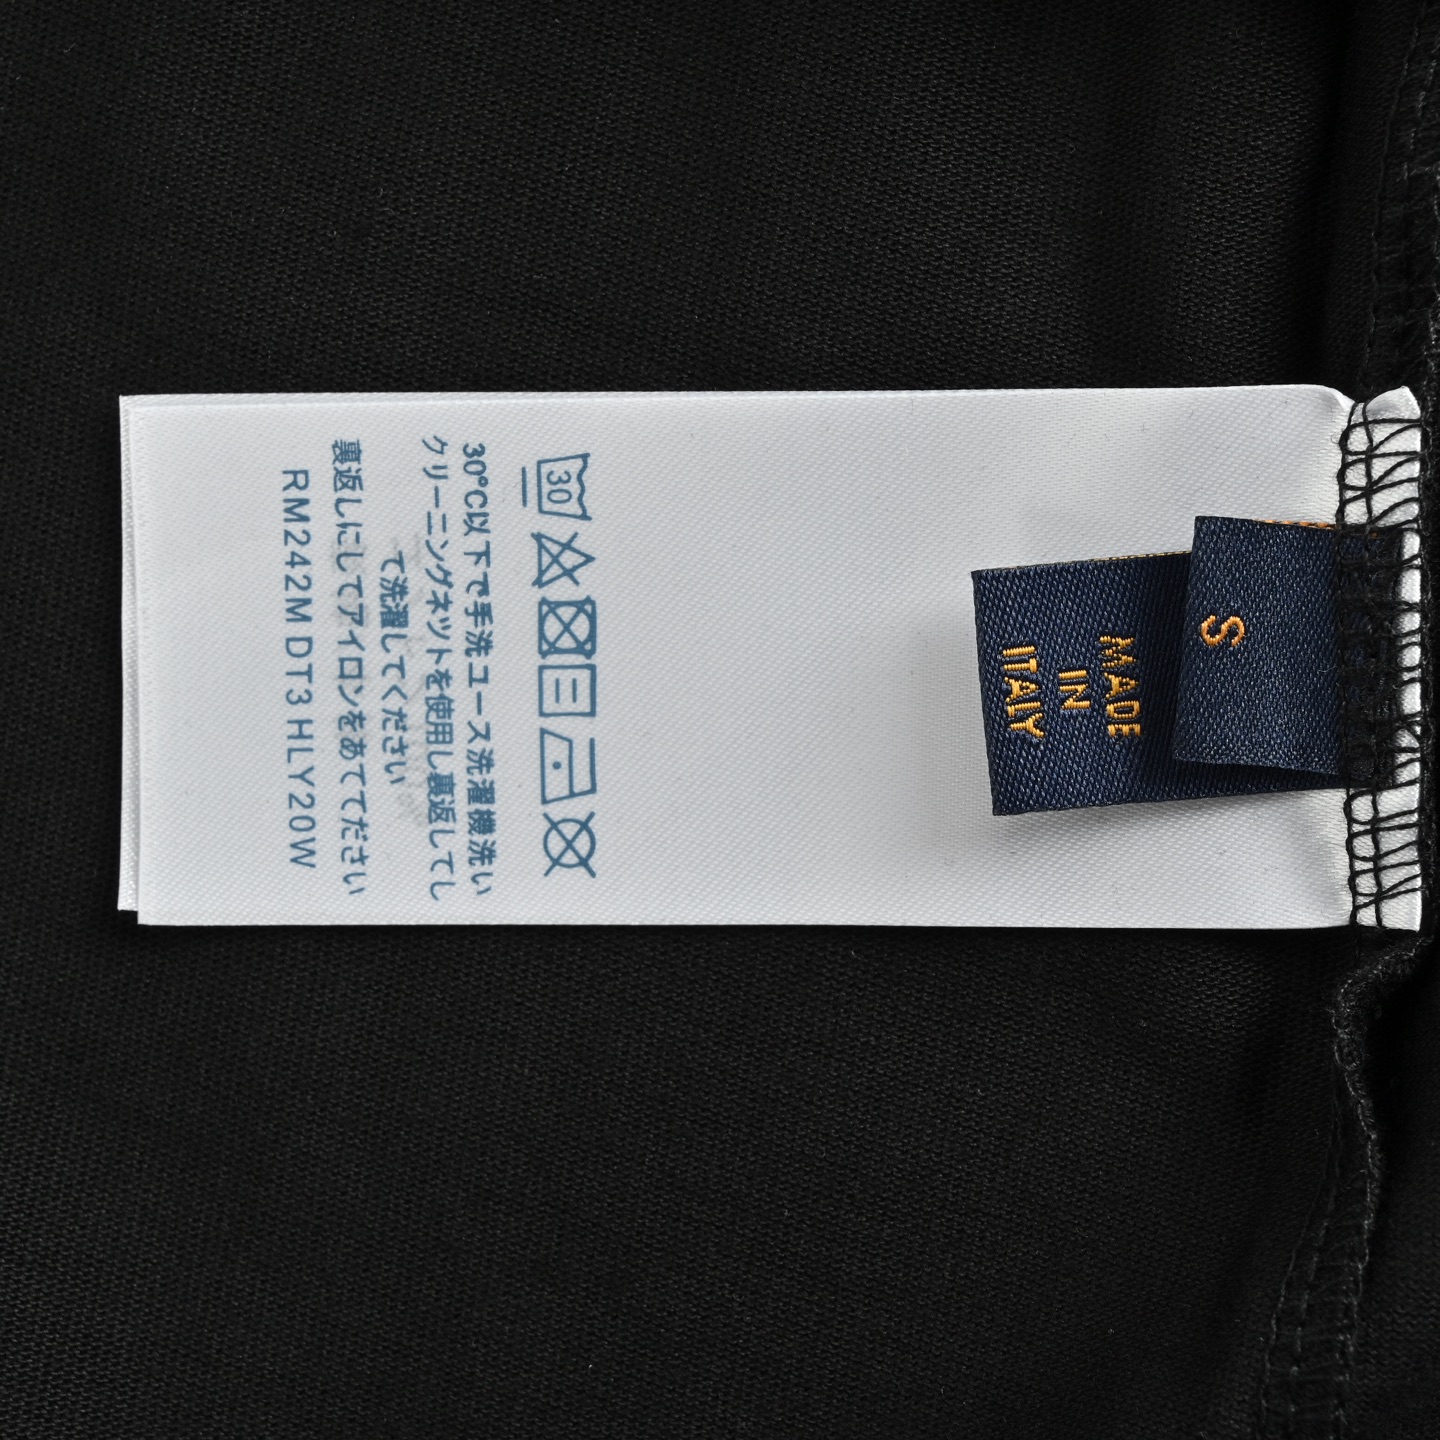 30
30°C以下で手洗コース洗濯機洗い
クリーニングネットを使用し裏返してし
て洗濯してください
裏返しにしてアイロンをあててださい
RM242M DT3 HLY20W
S
MADE
IN
ITALY